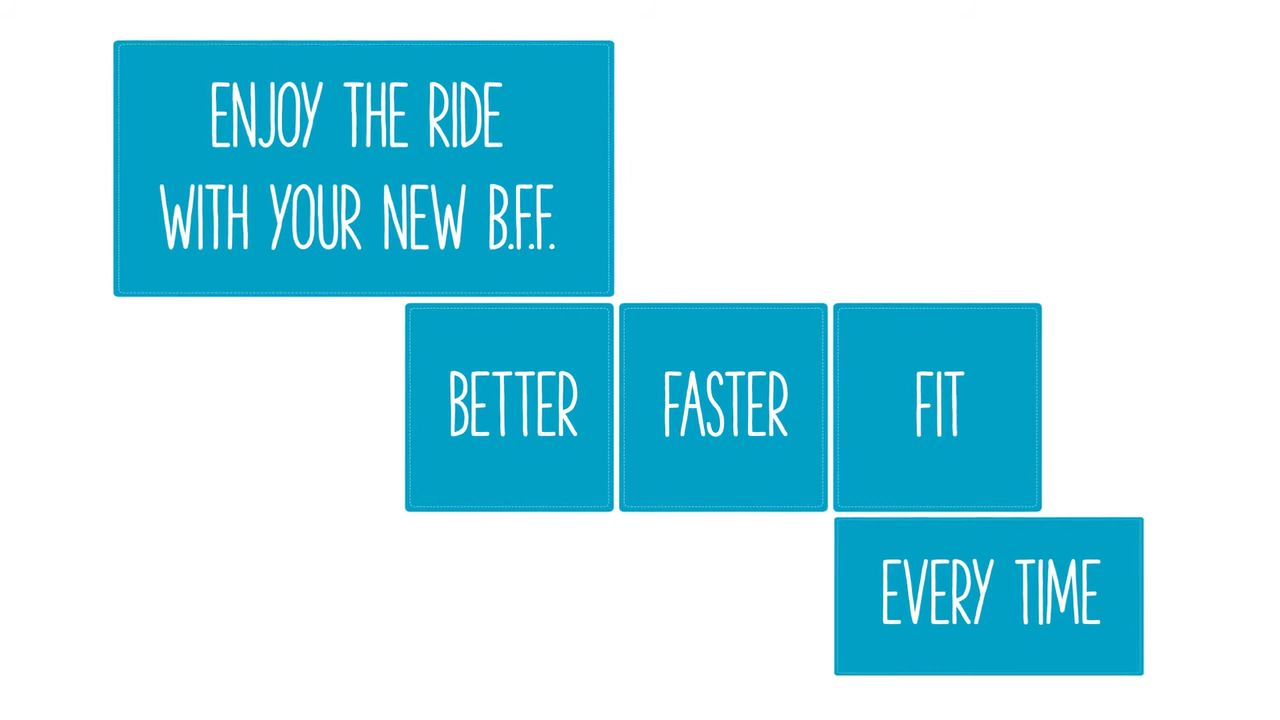 ENJOY THE RIDE
WITH YOUR NEW B.F.F.
BETTER FASTER FIT
EVERY TIME